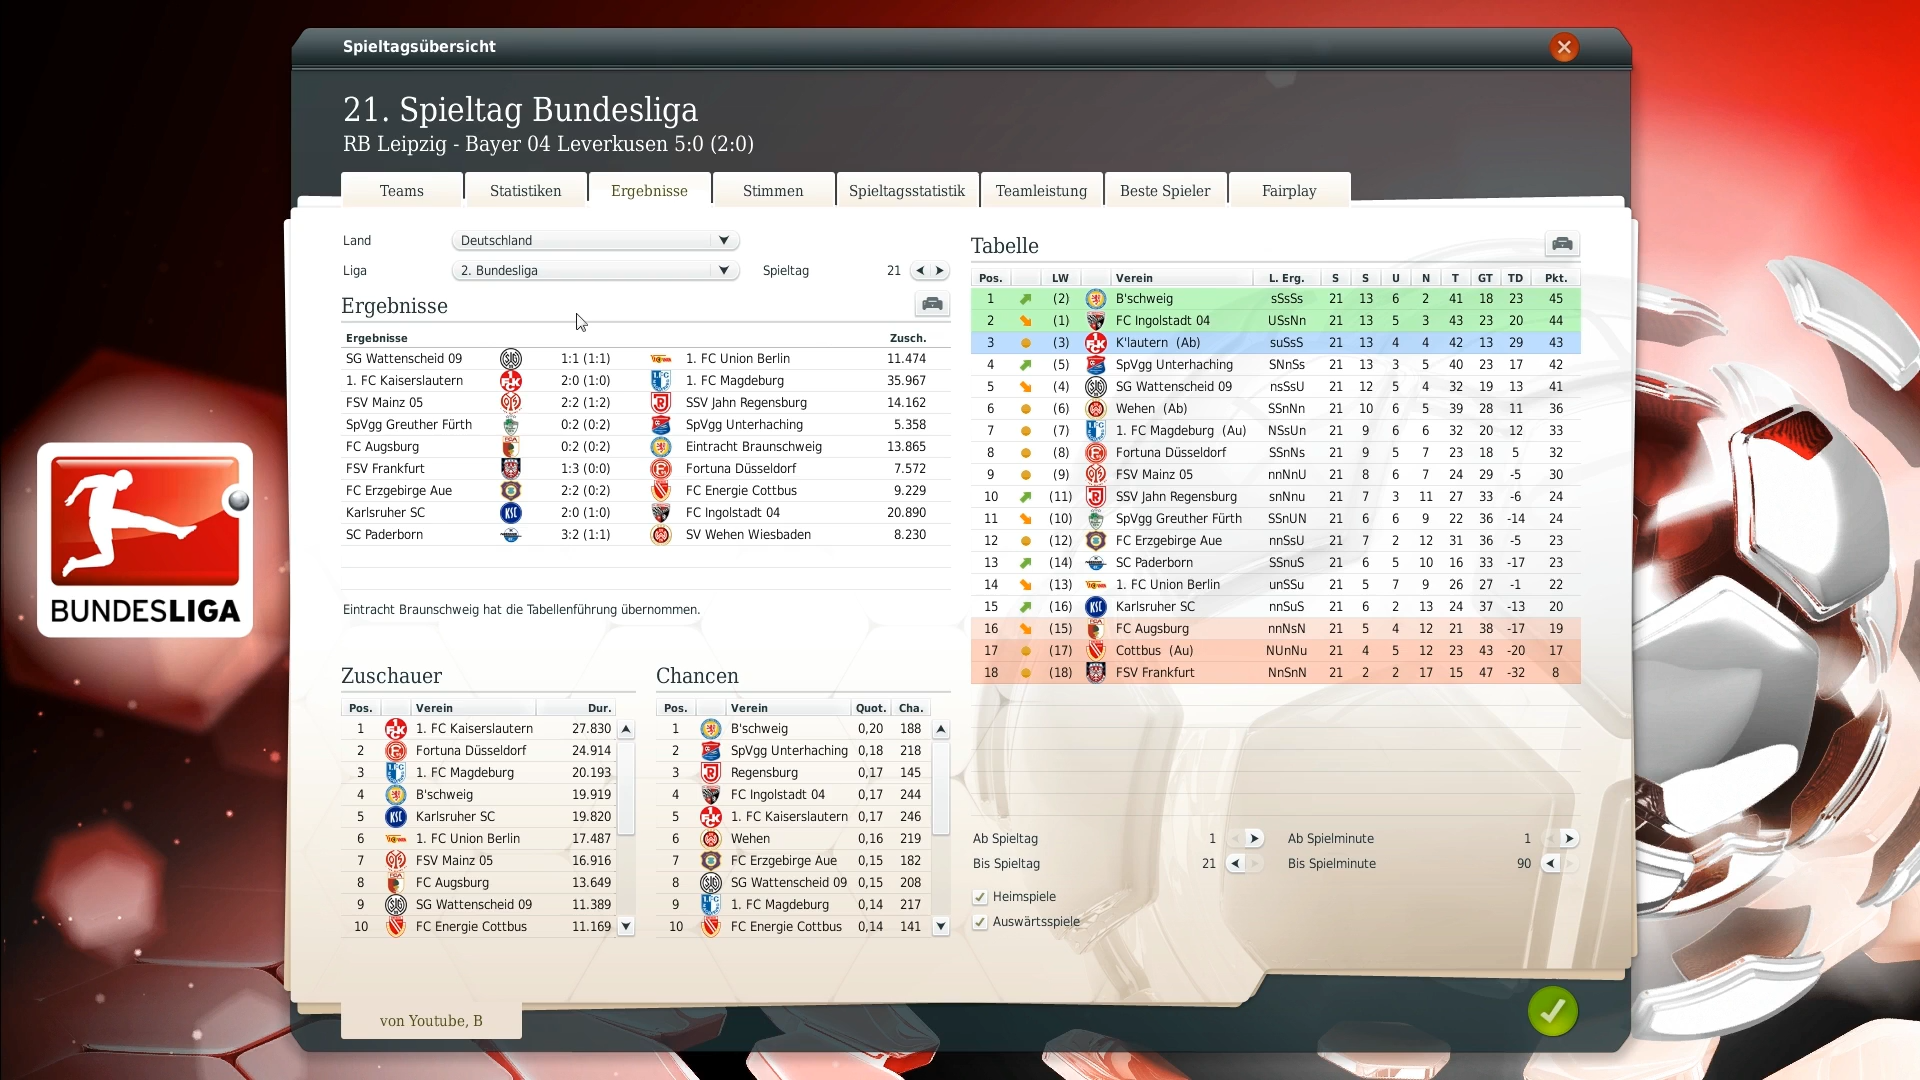 Spieltagsübersicht
21. Spieltag Bundesliga
RB Leipzig - Bayer 04 Leverkusen 5:0 (2:0)
Teams Statistiken Ergebnisse Stimmen Spieltagsstatistik Teamleistung Beste Spieler Fairplay
Land Deutschland
Liga 2. Bundesliga Spieltag 21
Ergebnisse
Ergebnisse Zusch.
SG Wattenscheid 09 1:1 (1:1) 1. FC Union Berlin 11.474
1. FC Kaiserslautern 2:0 (1:0) 1. FC Magdeburg 35.967
FSV Mainz 05 2:2 (1:2) SSV Jahn Regensburg 14.162
SpVgg Greuther Fürth 0:2 (0:2) SpVgg Unterhaching 5.358
FC Augsburg 0:2 (0:2) Eintracht Braunschweig 13.865
FSV Frankfurt 1:3 (0:0) Fortuna Düsseldorf 7.572
FC Erzgebirge Aue 2:2 (0:2) FC Energie Cottbus 9.229
Karlsruher SC 2:0 (1:0) FC Ingolstadt 04 20.890
SC Paderborn 3:2 (1:1) SV Wehen Wiesbaden 8.230
Eintracht Braunschweig hat die Tabellenführung übernommen.
Zuschauer
Pos. Verein Dur.
1 1. FC Kaiserslautern 27.830
2 Fortuna Düsseldorf 24.914
3 1. FC Magdeburg 20.193
4 B'schweig 19.919
5 Karlsruher SC 19.820
6 1. FC Union Berlin 17.487
7 FSV Mainz 05 16.916
8 FC Augsburg 13.649
9 SG Wattenscheid 09 11.389
10 FC Energie Cottbus 11.169
Chancen
Pos. Verein Quot. Cha.
1 B'schweig 0,20 188
2 SpVgg Unterhaching 0,18 218
3 Regensburg 0,17 145
4 FC Ingolstadt 04 0,17 244
5 1. FC Kaiserslautern 0,17 246
6 Wehen 0,16 219
7 FC Erzgebirge Aue 0,15 182
8 SG Wattenscheid 09 0,15 208
9 1. FC Magdeburg 0,14 217
10 FC Energie Cottbus 0,14 141
Tabelle
Pos. LW Verein L. Erg. S S U N T GT TD Pkt.
1 (2) B'schweig sSsSs 21 13 6 2 41 18 23 45
2 (1) FC Ingolstadt 04 USsNn 21 13 5 3 43 23 20 44
3 (3) K'lautern (Ab) suSsS 21 13 4 4 42 13 29 43
4 (5) SpVgg Unterhaching SNnSs 21 13 3 5 40 23 17 42
5 (4) SG Wattenscheid 09 nsSsU 21 12 5 4 32 19 13 41
6 (6) Wehen (Ab) SSnNn 21 10 6 5 39 28 11 36
7 (7) 1. FC Magdeburg (Au) NSsUn 21 9 6 6 32 20 12 33
8 (8) Fortuna Düsseldorf SSnNs 21 9 5 7 23 18 5 32
9 (9) FSV Mainz 05 nnNnU 21 8 6 7 24 29 -5 30
10 (11) SSV Jahn Regensburg snNnu 21 7 3 11 27 33 -6 24
11 (10) SpVgg Greuther Fürth SSnUN 21 6 6 9 22 36 -14 24
12 (12) FC Erzgebirge Aue nnSsU 21 7 2 12 31 36 -5 23
13 (14) SC Paderborn SSnuS 21 6 5 10 16 33 -17 23
14 (13) 1. FC Union Berlin unSSu 21 5 7 9 26 27 -1 22
15 (16) Karlsruher SC nnSuS 21 6 2 13 24 37 -13 20
16 (15) FC Augsburg nnNsN 21 5 4 12 21 38 -17 19
17 (17) Cottbus (Au) NUnNu 21 4 5 12 23 43 -20 17
18 (18) FSV Frankfurt NnSnN 21 2 2 17 15 47 -32 8
Ab Spieltag 1 Ab Spielminute 1
Bis Spieltag 21 Bis Spielminute 90
Heimspiele
Auswärtsspiele
von Youtube, B
BUNDESLIGA